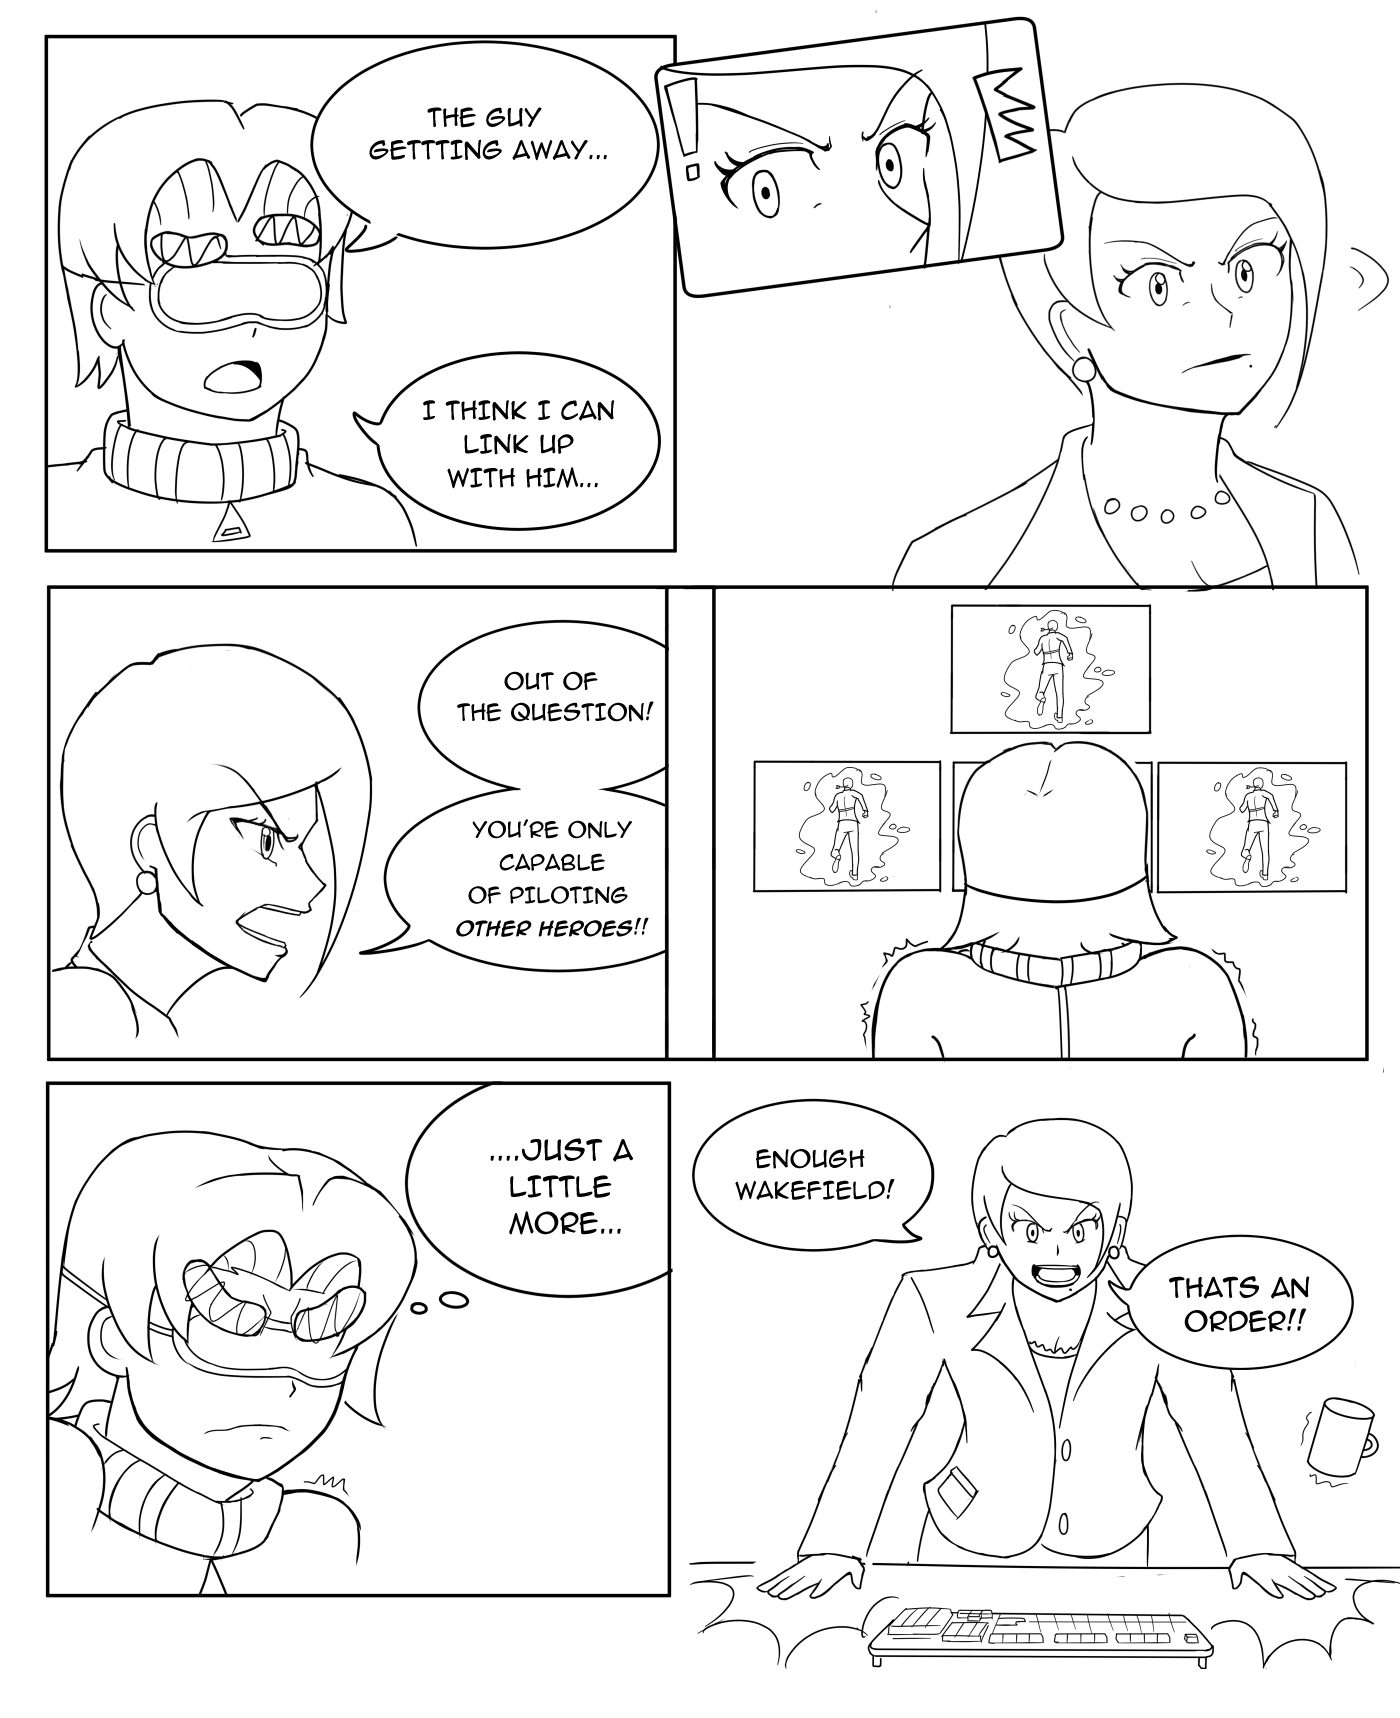 THE GUY
GETTTING AWAY...
I THINK I CAN
LINK UP
WITH HIM...
!
OUT OF
THE QUESTION!
YOU'RE ONLY
CAPABLE
OF PILOTING
OTHER HEROES!!
....JUST A
LITTLE
MORE...
ENOUGH
WAKEFIELD!
THATS AN
ORDER!!